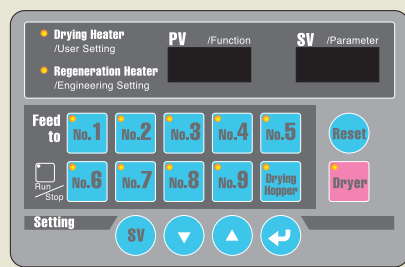 Drying Heater
/User Setting
PV /Function
SV /Parameter
Regeneration Heater
/Engineering Setting
Feed to
No.1 No.2 No.3 No.4 No.5
Reset
Run/Stop
No.6 No.7 No.8 No.9 Drying Hopper
Dryer
Setting
SV